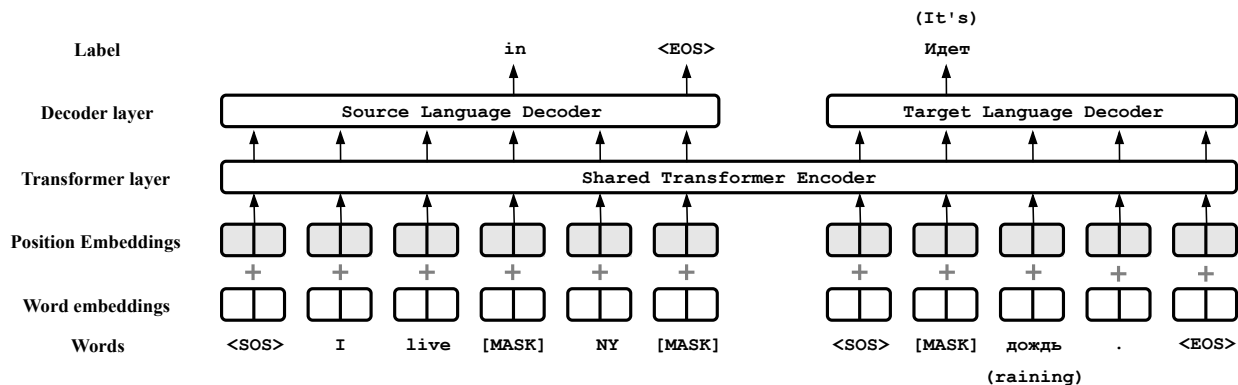 (It's)
Label in <EOS> Идет
Decoder layer Source Language Decoder Target Language Decoder
Transformer layer Shared Transformer Encoder
Position Embeddings
+ + + + + + + + + + +
Word embeddings
Words <SOS> I live [MASK] NY [MASK] <SOS> [MASK] дождь . <EOS>
(raining)